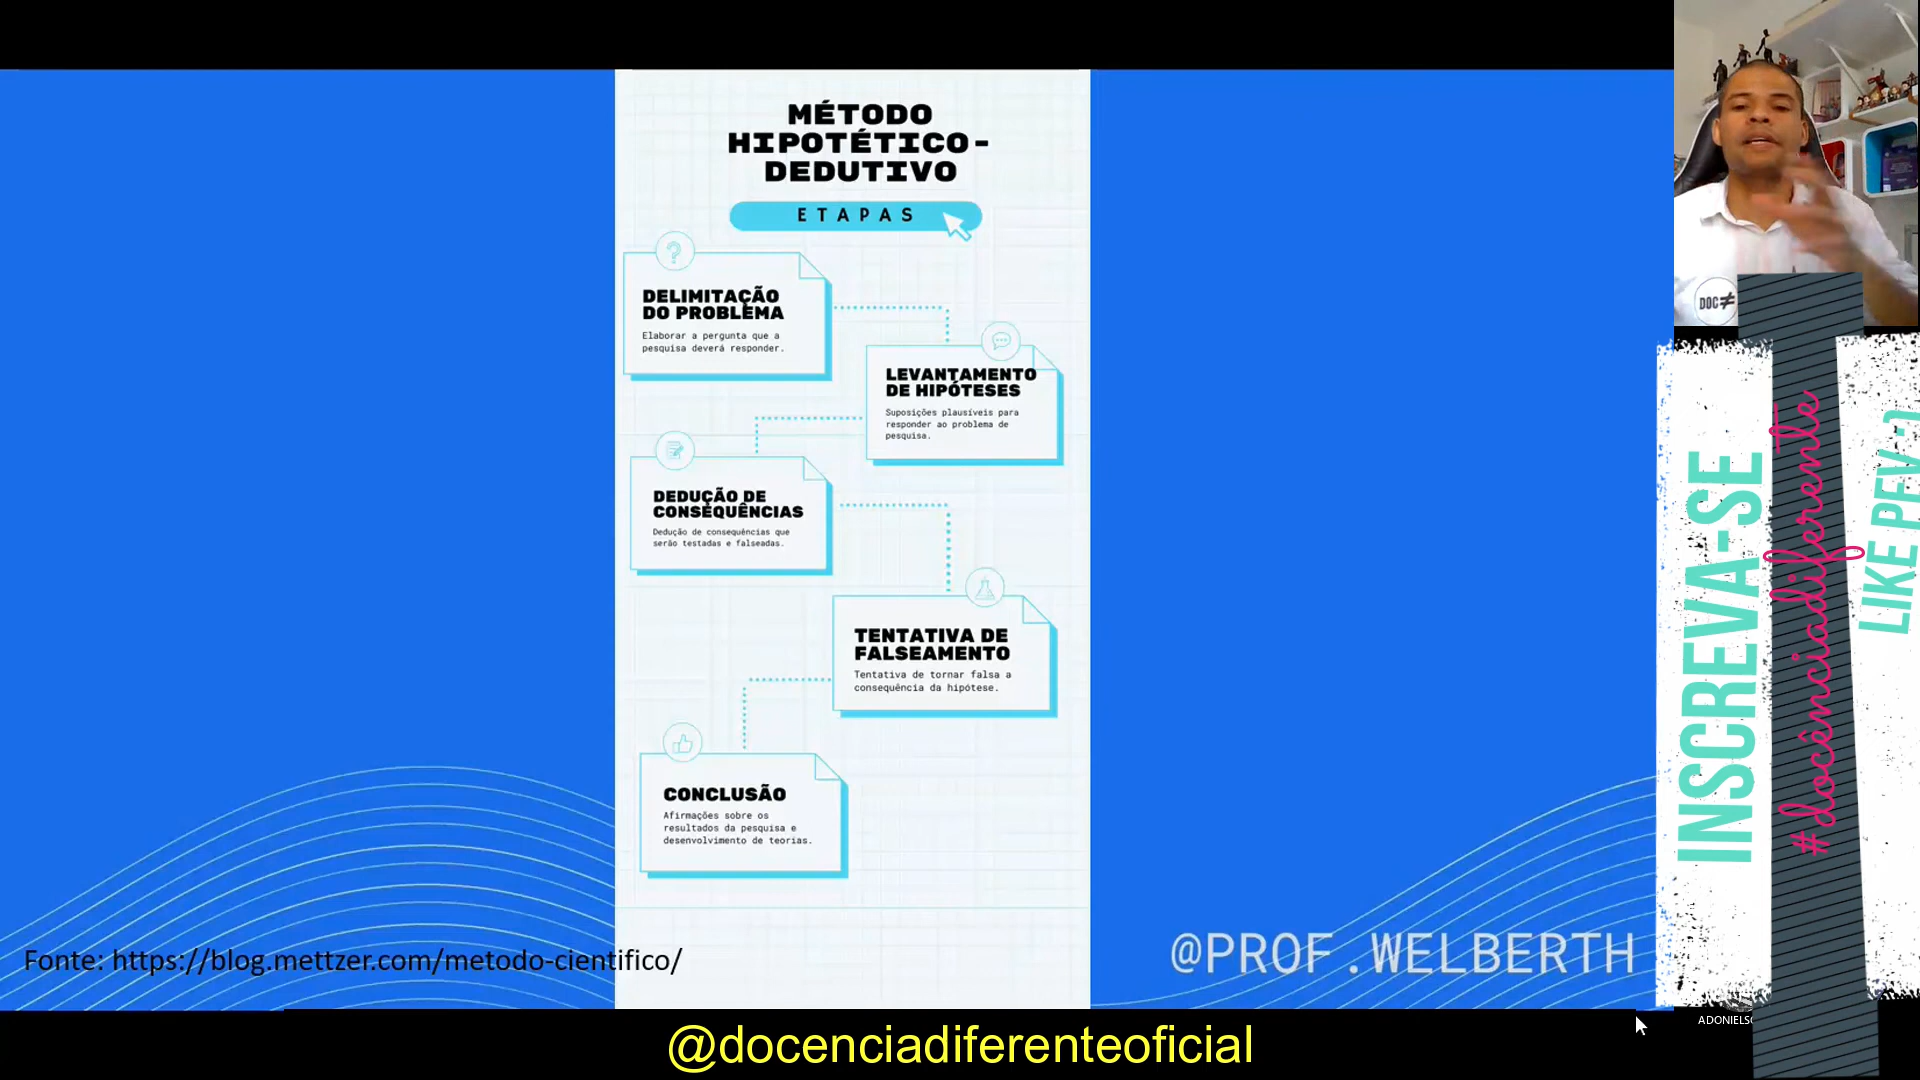 MÉTODO
HIPOTÉTICO-
DEDUTIVO
ETAPAS
DELIMITAÇÃO
DO PROBLEMA
Elaborar a pergunta que a
pesquisa deverá responder.
LEVANTAMENTO
DE HIPÓTESES
Suposições plausíveis para
responder ao problema de
pesquisa.
DEDUÇÃO DE
CONSEQUÊNCIAS
Dedução de consequências que
serão testadas e falseadas.
TENTATIVA DE
FALSEAMENTO
Tentativa de tornar falsa a
consequência da hipótese.
CONCLUSÃO
Afirmações sobre os
resultados da pesquisa e
desenvolvimento de teorias.
Fonte: https://blog.mettzer.com/metodo-cientifico/
@PROF.WELBERTH
DOC≠
INSCREVA-SE
#docênciadiferente
LIKE PFV :)
@docenciadiferenteoficial